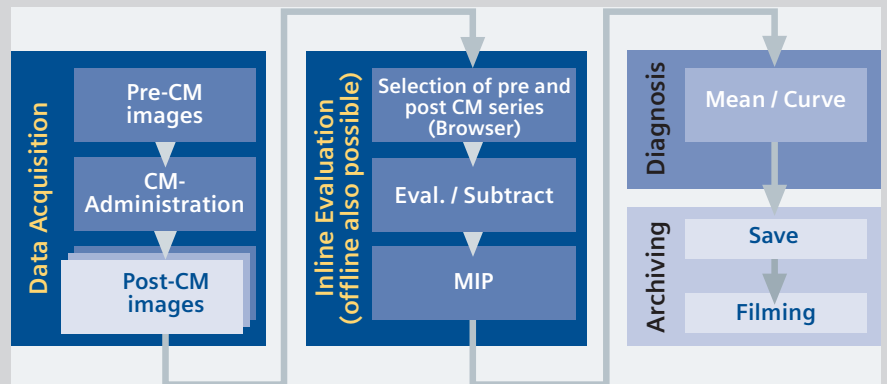 Data Acquisition
Pre-CM
images
CM-
Administration
Post-CM
images
Inline Evaluation
(offline also possible)
Selection of pre and
post CM series
(Browser)
Eval. / Subtract
MIP
Diagnosis
Mean / Curve
Archiving
Save
Filming